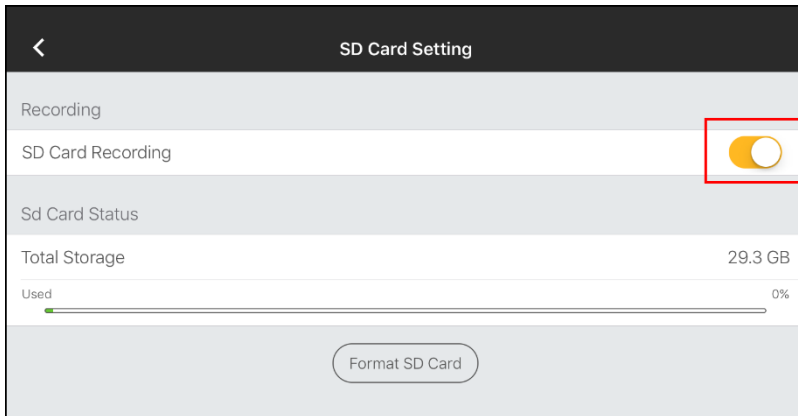 SD Card Setting
Recording
SD Card Recording
Sd Card Status
Total Storage 29.3 GB
Used 0%
Format SD Card